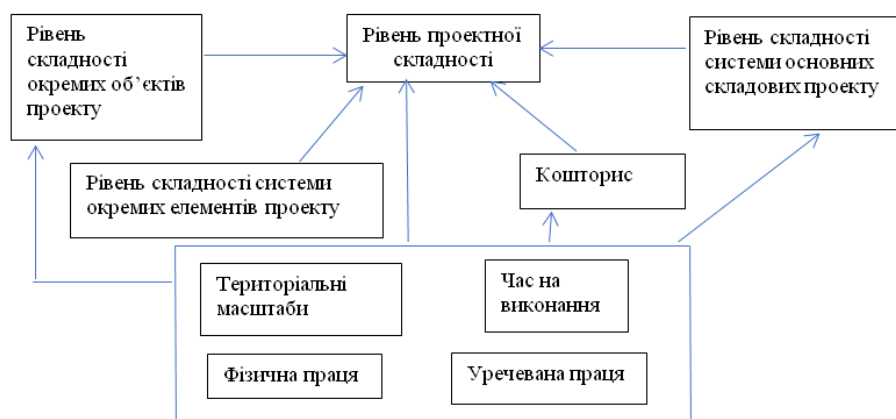 Рівень
складності
окремих об’єктів
проекту
Рівень проектної
складності
Рівень складності
системи основних
складових проекту
Рівень складності системи
окремих елементів проекту
Кошторис
Територіальні
масштаби
Час на
виконання
Фізична праця
Уречевана праця